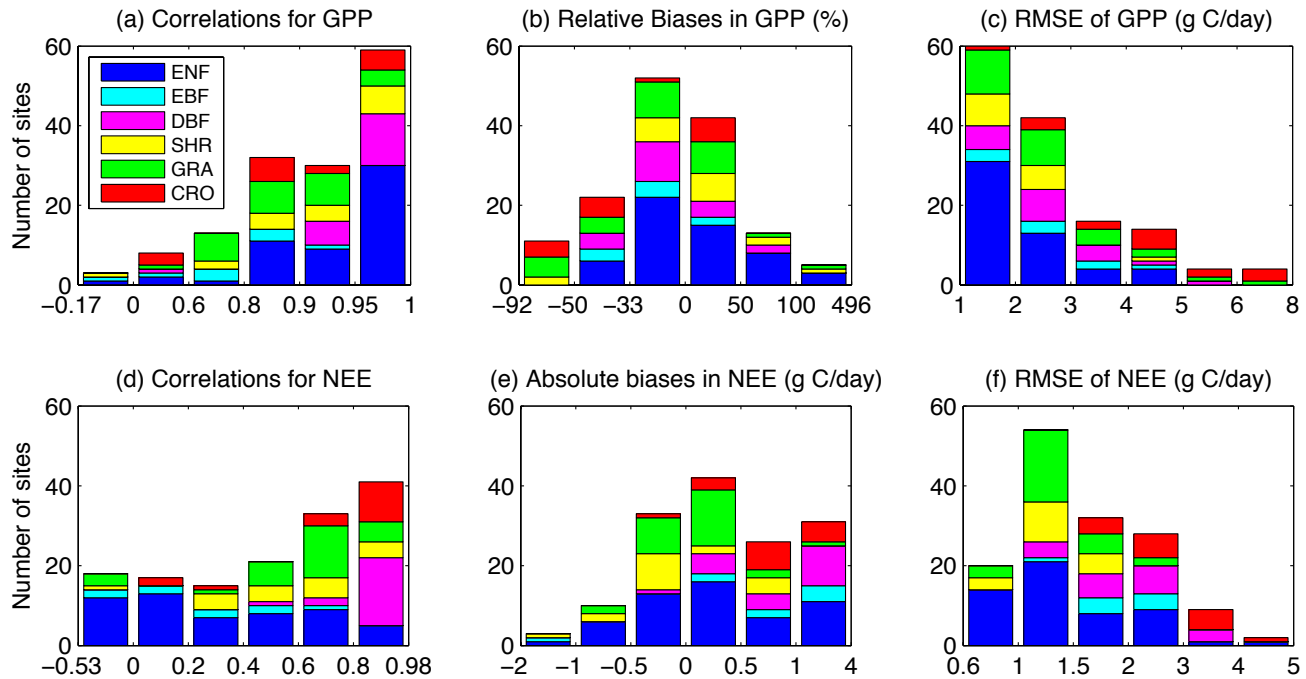 (a) Correlations for GPP
(b) Relative Biases in GPP (%)
(c) RMSE of GPP (g C/day)
Number of sites
60
40
20
0
ENF
EBF
DBF
SHR
GRA
CRO
−0.17 0 0.6 0.8 0.9 0.95 1
60
40
20
0
−92 −50 −33 0 50 100 496
60
40
20
0
1 2 3 4 5 6 8
(d) Correlations for NEE
(e) Absolute biases in NEE (g C/day)
(f) RMSE of NEE (g C/day)
Number of sites
60
40
20
0
−0.53 0 0.2 0.4 0.6 0.8 0.98
60
40
20
0
−2 −1 −0.5 0 0.5 1 4
60
40
20
0
0.6 1 1.5 2 3 4 5